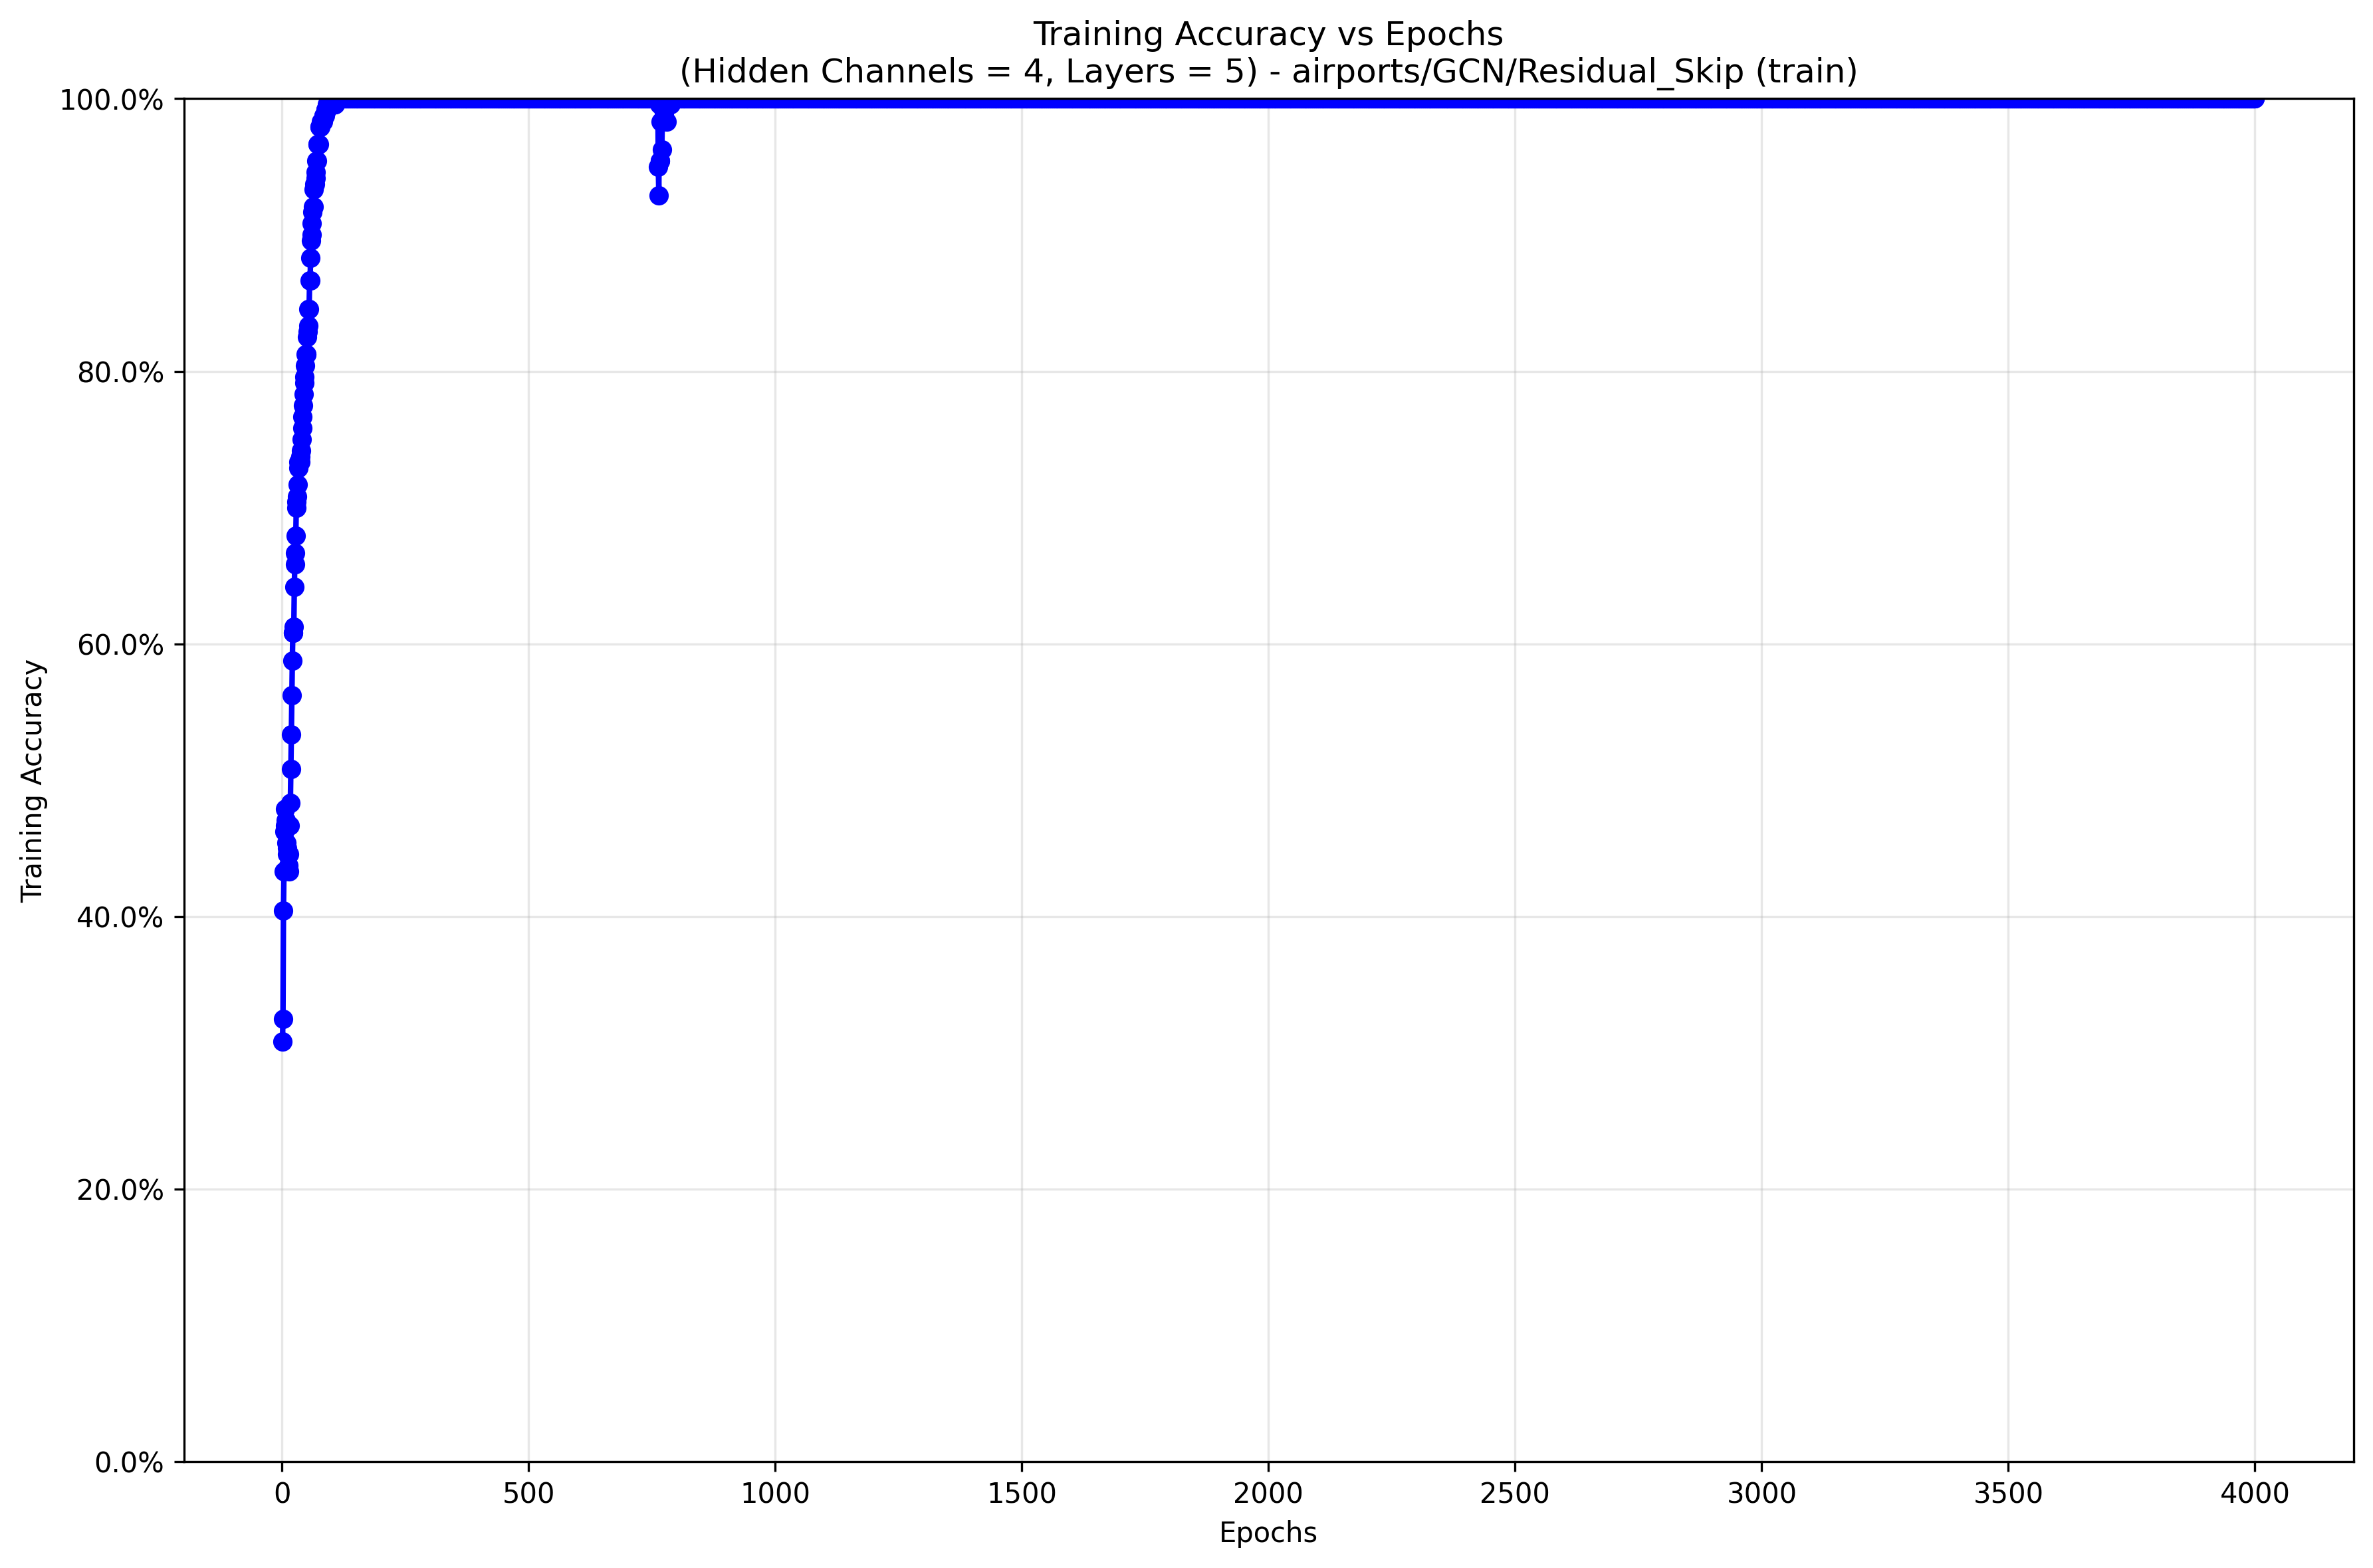 Training Accuracy vs Epochs
(Hidden Channels = 4, Layers = 5) - airports/GCN/Residual_Skip (train)
100.0%
80.0%
60.0%
40.0%
20.0%
0.0%
Training Accuracy
0 500 1000 1500 2000 2500 3000 3500 4000
Epochs